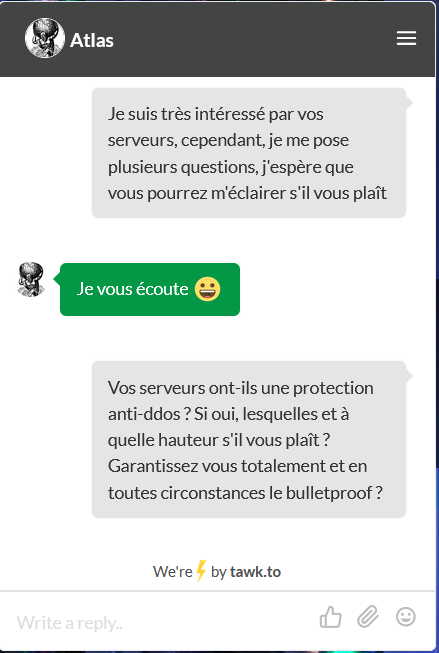 Atlas
Je suis très intéressé par vos
serveurs, cependant, je me pose
plusieurs questions, j'espère que
vous pourrez m'éclairer s'il vous plaît
Je vous écoute 😀
Vos serveurs ont-ils une protection
anti-ddos ? Si oui, lesquelles et à
quelle hauteur s'il vous plaît ?
Garantissez vous totalement et en
toutes circonstances le bulletproof ?
We're⚡by tawk.to
Write a reply..